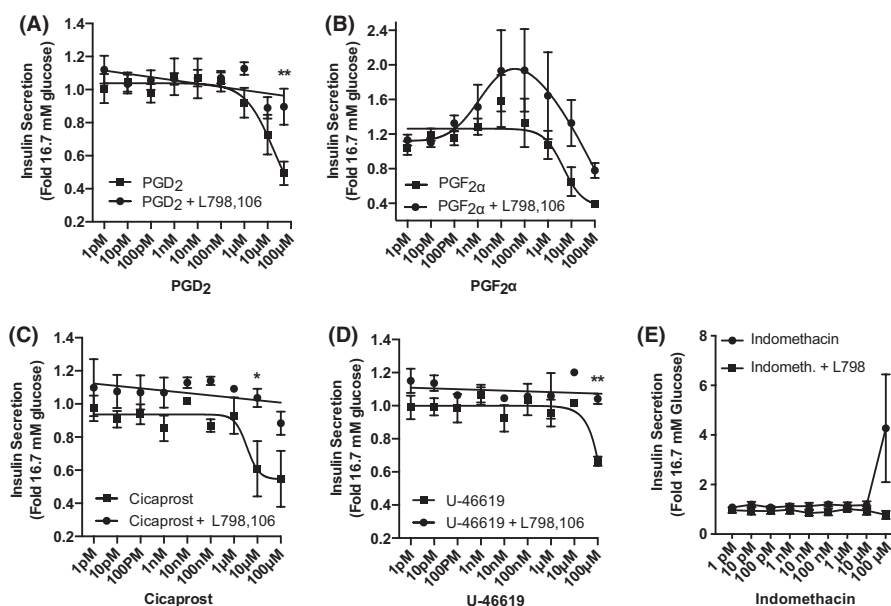 (A)
Insulin Secretion
(Fold 16.7 mM glucose)
1.4
1.2
1.0
0.8
0.6
0.4
0.2
**
PGD2
PGD2 + L798,106
1pM
10pM
100pM
1nM
10nM
100nM
1µM
10µM
100µM
PGD2
(B)
Insulin Secretion
(Fold 16.7 mM glucose)
2.4
2.0
1.6
1.2
0.8
0.4
PGF2α
PGF2α + L798,106
1pM
10pM
100PM
1nM
10nM
100nM
1µM
10µM
100µM
PGF2α
(C)
Insulin Secretion
(Fold 16.7 mM glucose)
1.4
1.2
1.0
0.8
0.6
0.4
0.2
*
Cicaprost
Cicaprost + L798,106
1pM
10pM
100PM
1nM
10nM
100nM
1µM
10µM
100µM
Cicaprost
(D)
Insulin Secretion
(Fold 16.7 mM glucose)
1.4
1.2
1.0
0.8
0.6
0.4
0.2
**
U-46619
U-46619 + L798,106
1pM
10pM
100PM
1nM
10nM
100nM
1µM
10µM
100µM
U-46619
(E)
Insulin Secretion
(Fold 16.7 mM Glucose)
8
6
4
2
0
Indomethacin
Indometh. + L798
1 pM
10 pM
100 pM
1 nM
10 nM
100 nM
1 µM
10 µM
100 µM
Indomethacin